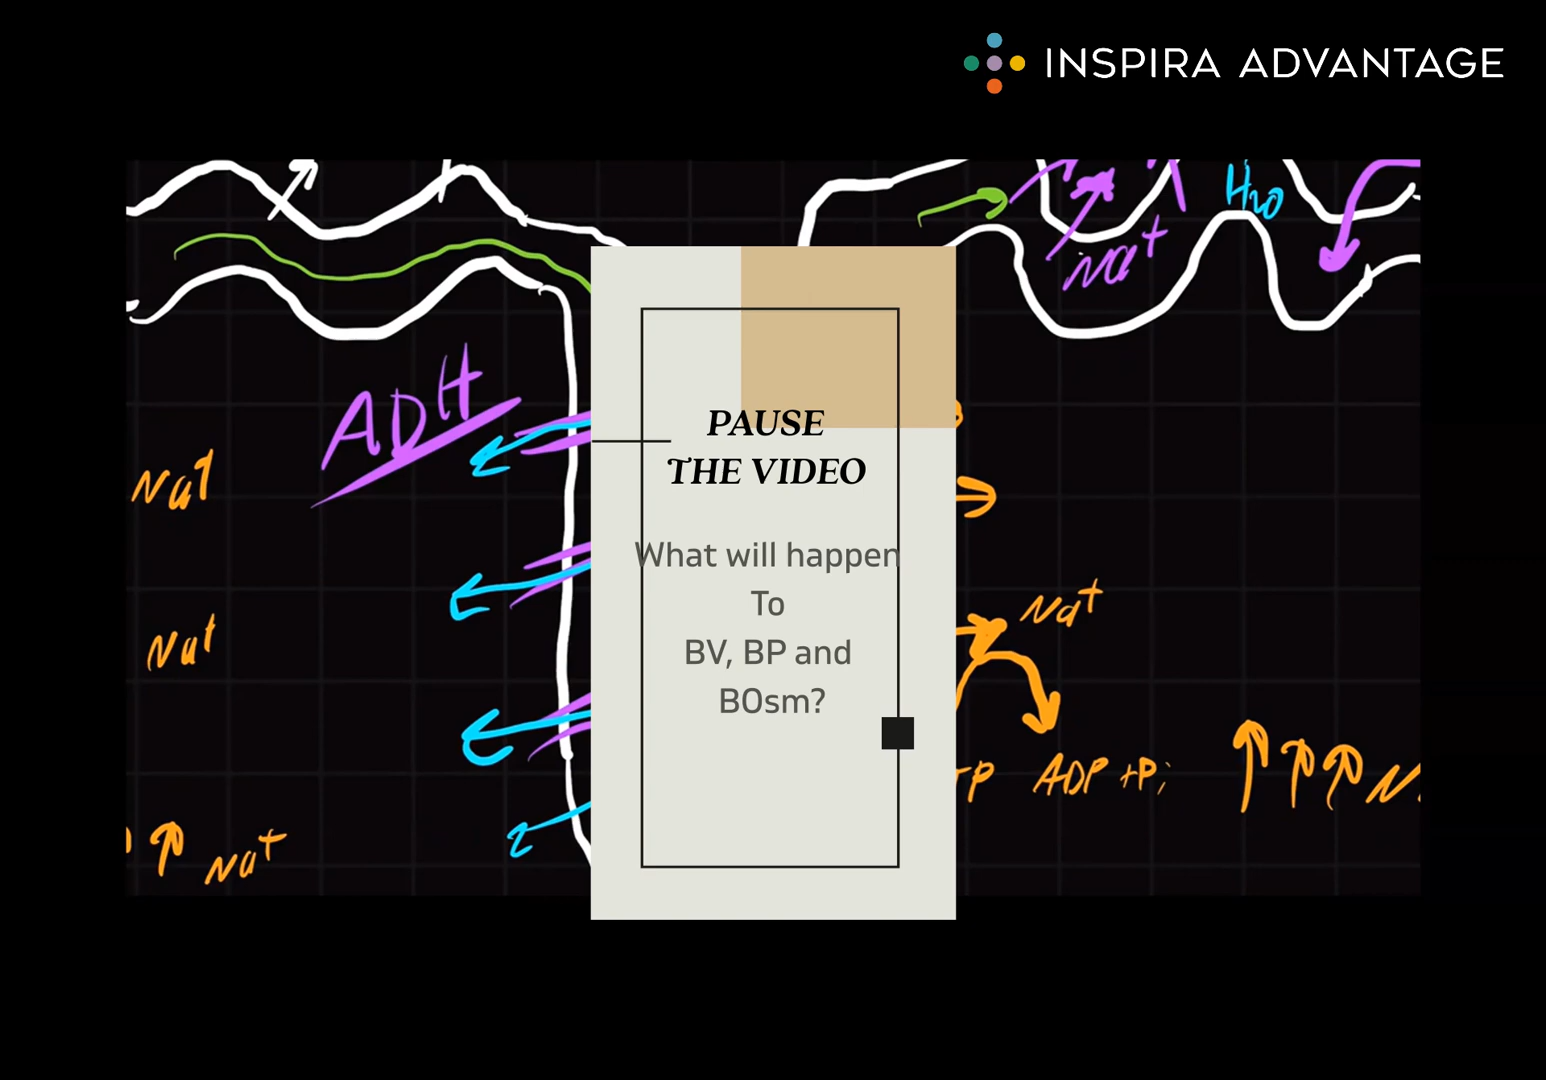 INSPIRA ADVANTAGE
H2O
Na+
ADH
PAUSE
THE VIDEO
Na+
What will happen
To
BV, BP and
BOsm?
Na+
Na+
ADP +Pi
↑↑↑
↑ Na+